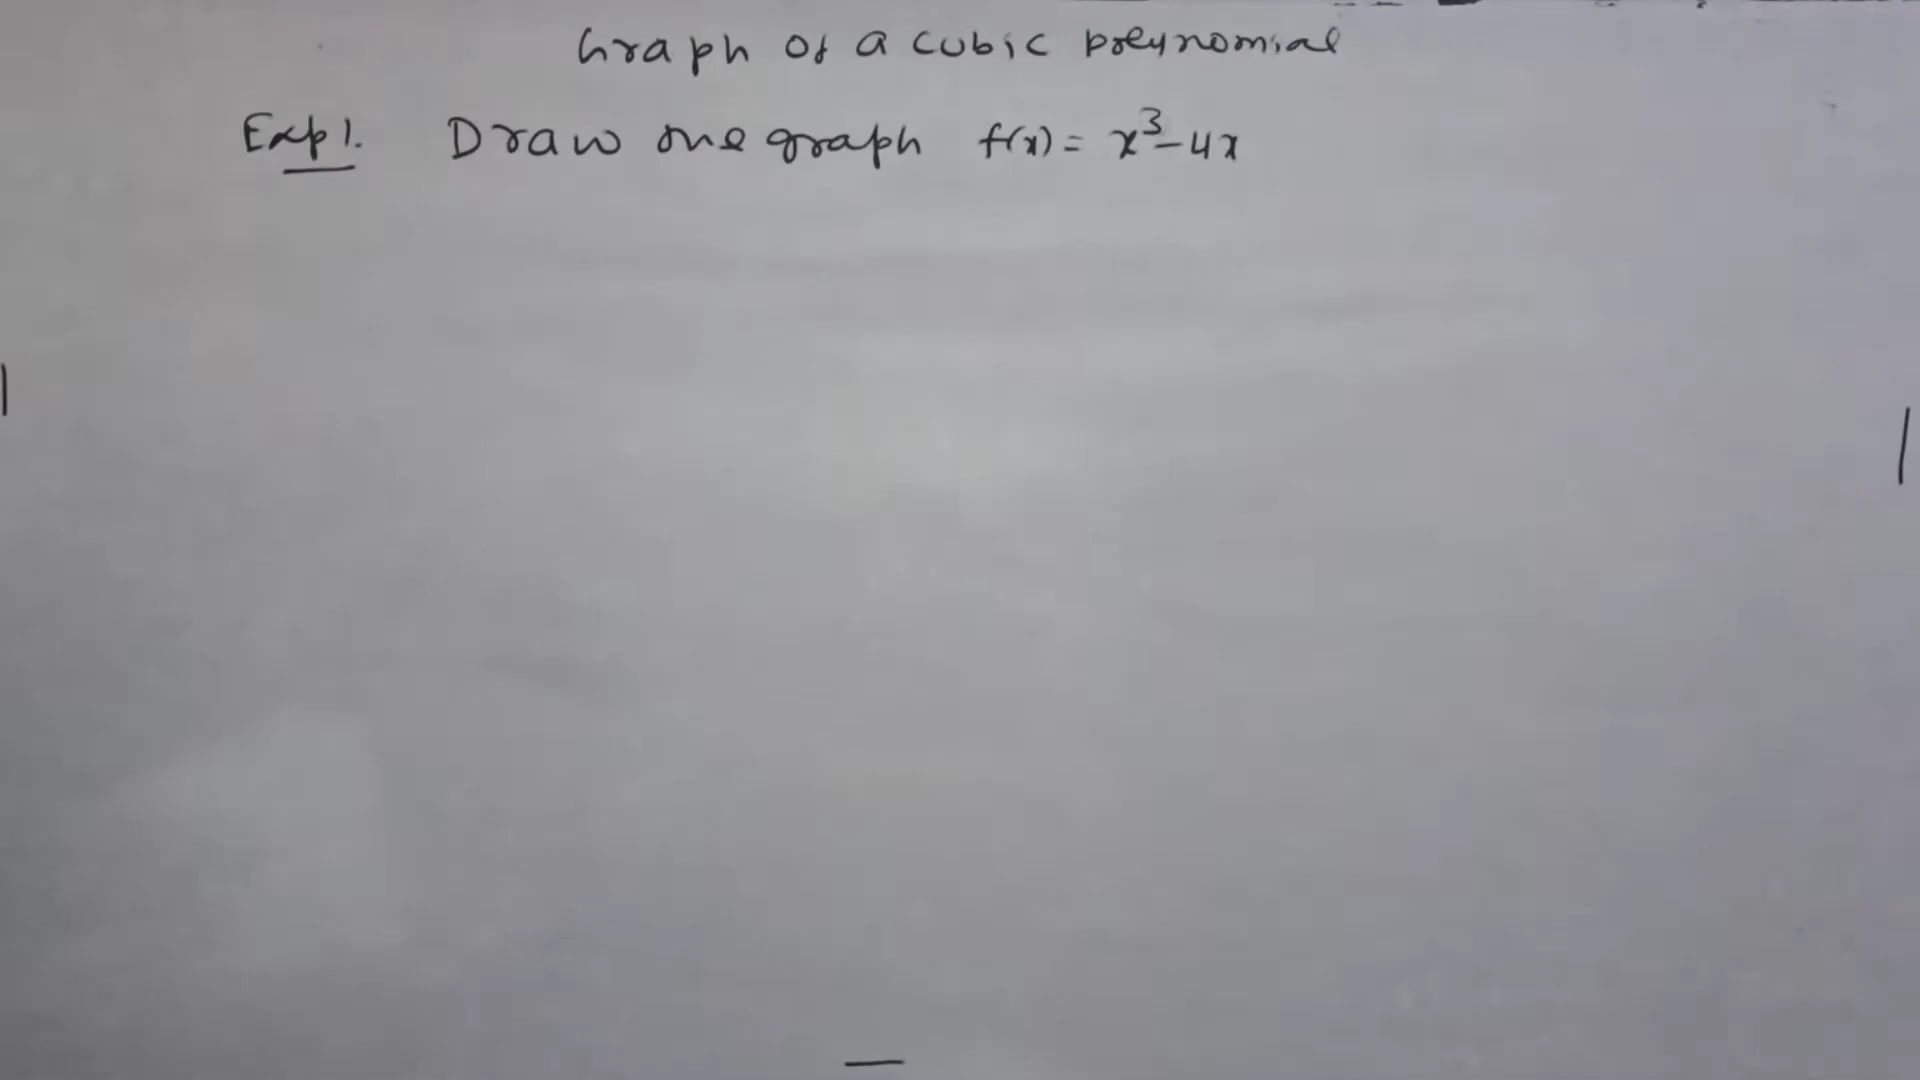 Graph of a cubic polynomial
Exp 1. Draw the graph f(x) = x³-4x